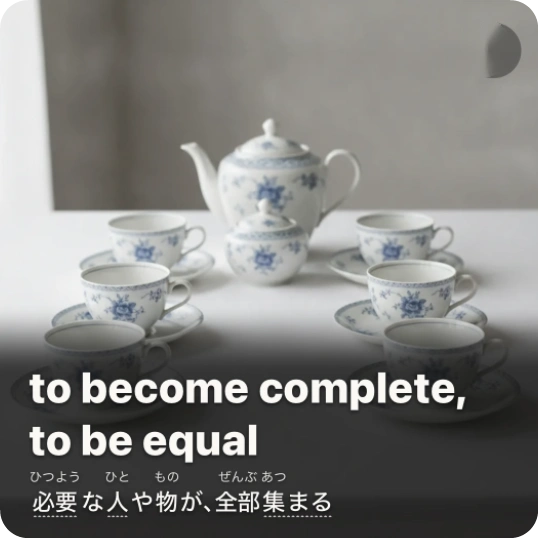 to become complete,
to be equal
ひつよう ひと もの ぜんぶ あつ
必要な人や物が、全部集まる